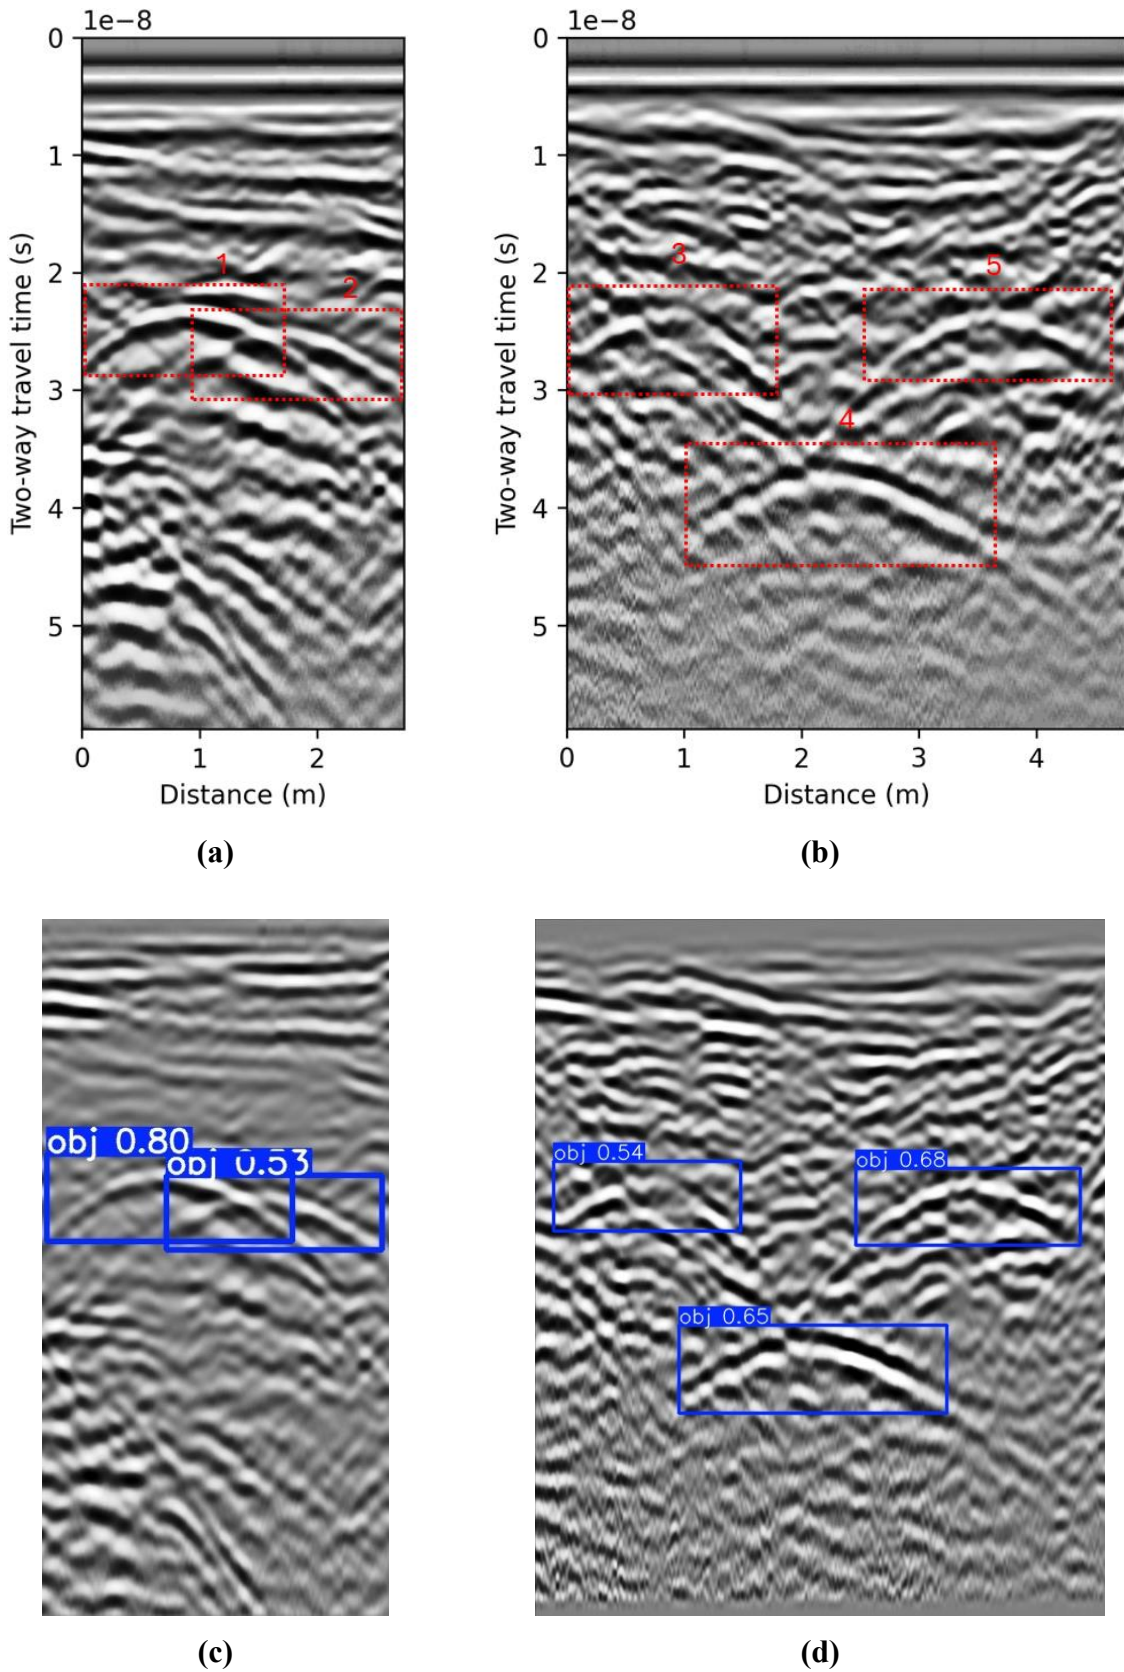 1e−8
0
1
2
3
4
5
Two-way travel time (s)
1
2
0
1
2
Distance (m)
(a)
1e−8
0
1
2
3
4
5
Two-way travel time (s)
3
5
4
0
1
2
3
4
Distance (m)
(b)
obj 0.80
obj 0.53
(c)
obj 0.54
obj 0.68
obj 0.65
(d)